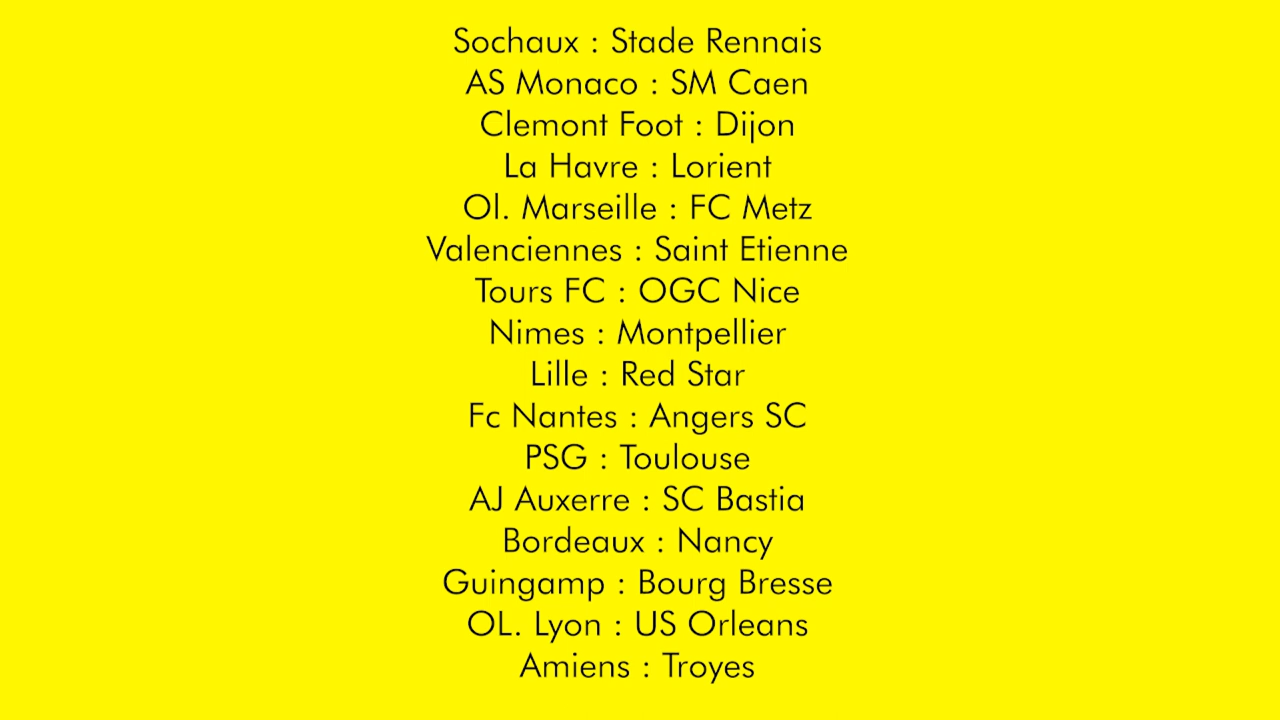 Sochaux : Stade Rennais
AS Monaco : SM Caen
Clemont Foot : Dijon
La Havre : Lorient
Ol. Marseille : FC Metz
Valenciennes : Saint Etienne
Tours FC : OGC Nice
Nimes : Montpellier
Lille : Red Star
Fc Nantes : Angers SC
PSG : Toulouse
AJ Auxerre : SC Bastia
Bordeaux : Nancy
Guingamp : Bourg Bresse
OL. Lyon : US Orleans
Amiens : Troyes